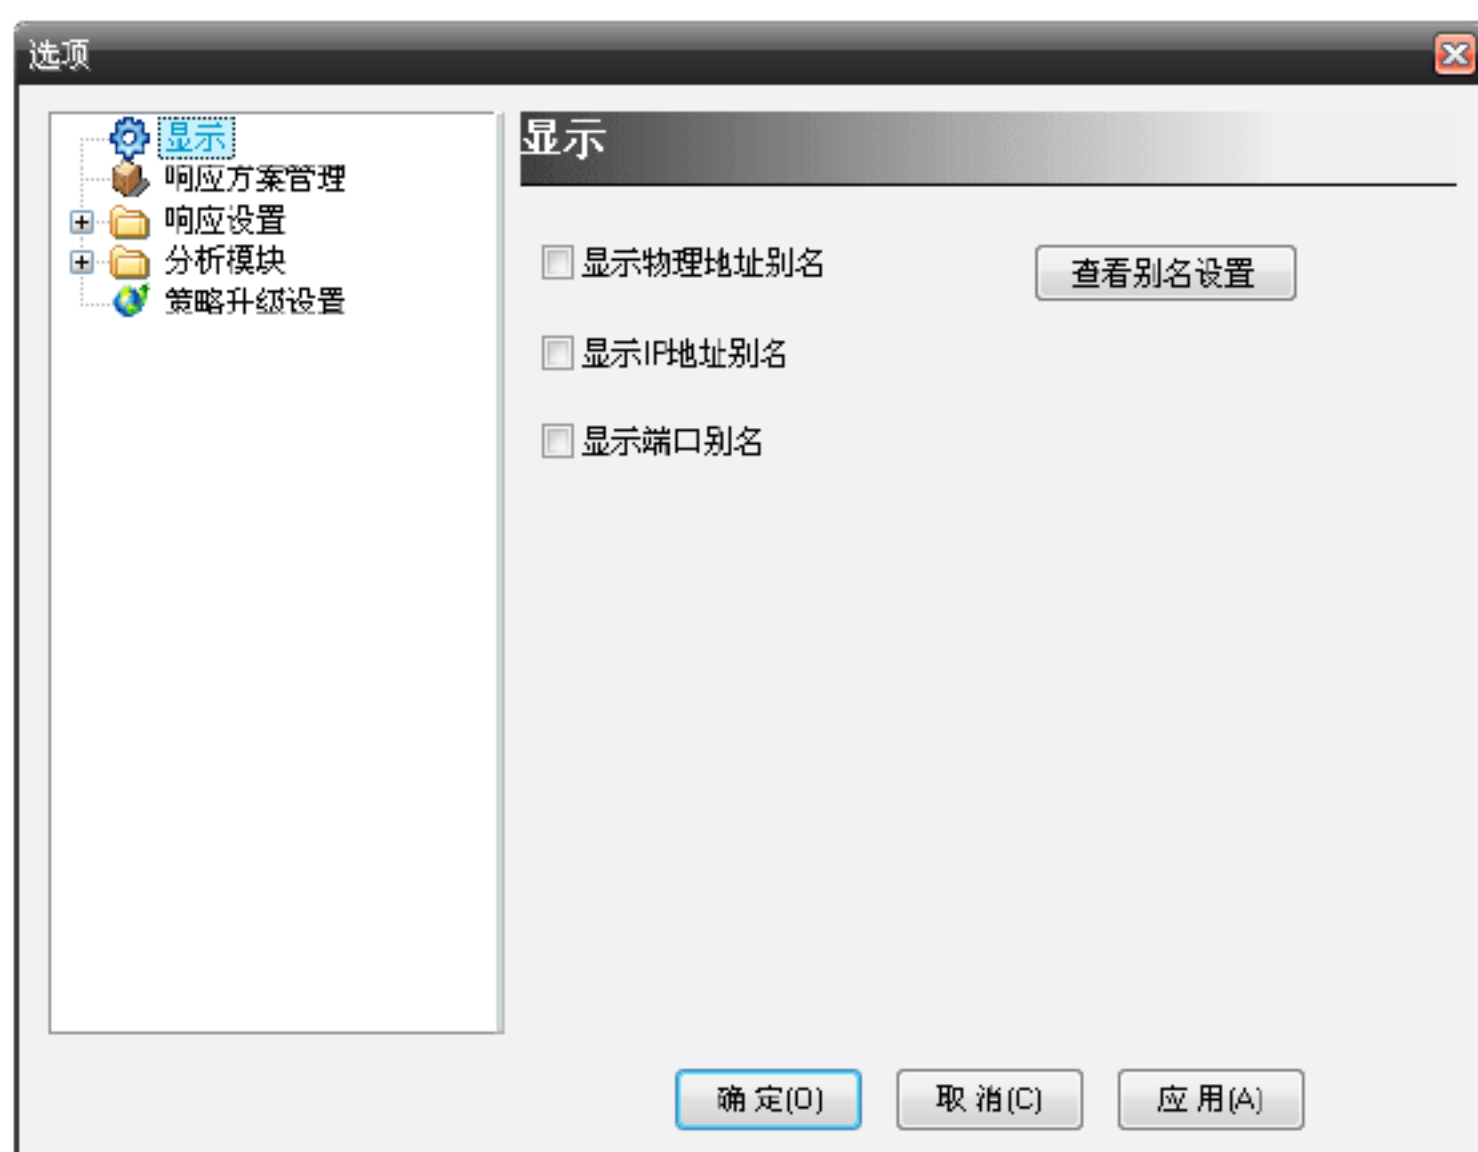 选项
显示
响应方案管理
响应设置
分析模块
策略升级设置
显示
显示物理地址别名
查看别名设置
显示IP地址别名
显示端口别名
确 定(O)
取 消(C)
应 用(A)